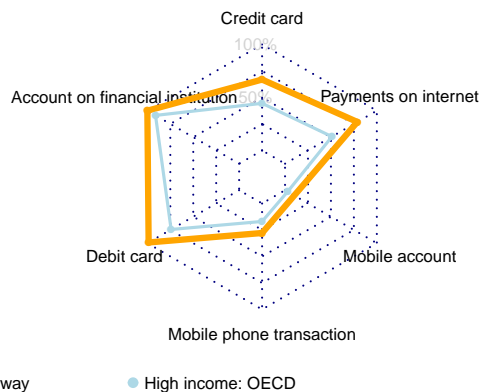 Credit card
100%
Account on financial institution
50%
Payments on internet
Debit card
Mobile account
Mobile phone transaction
way
High income: OECD